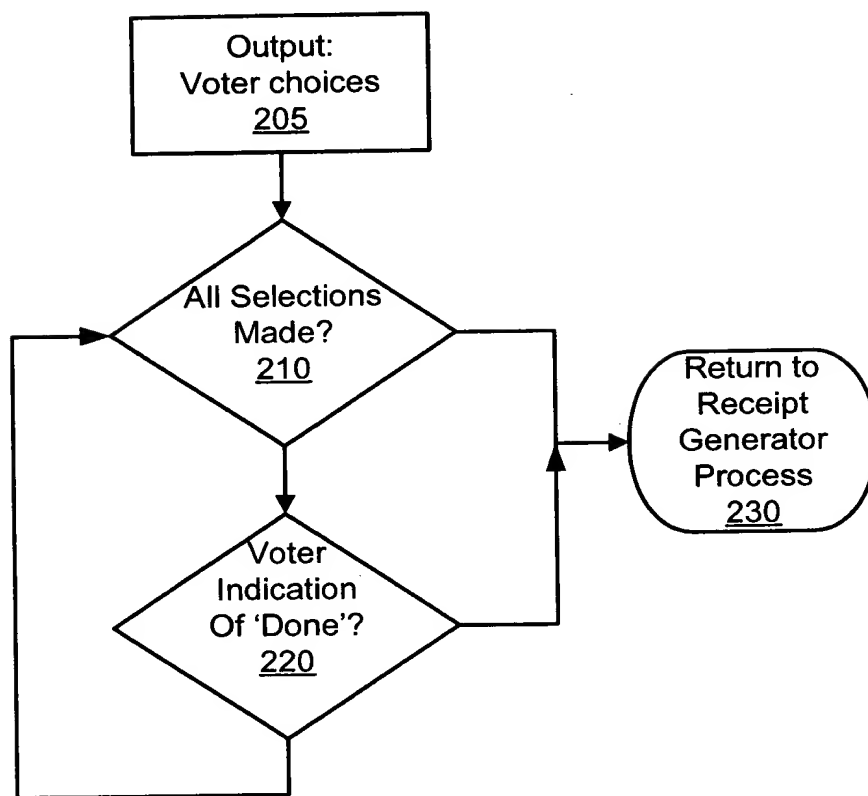 Output:
Voter choices
205
All Selections
Made?
210
Return to
Receipt
Generator
Process
230
Voter
Indication
Of ‘Done’?
220